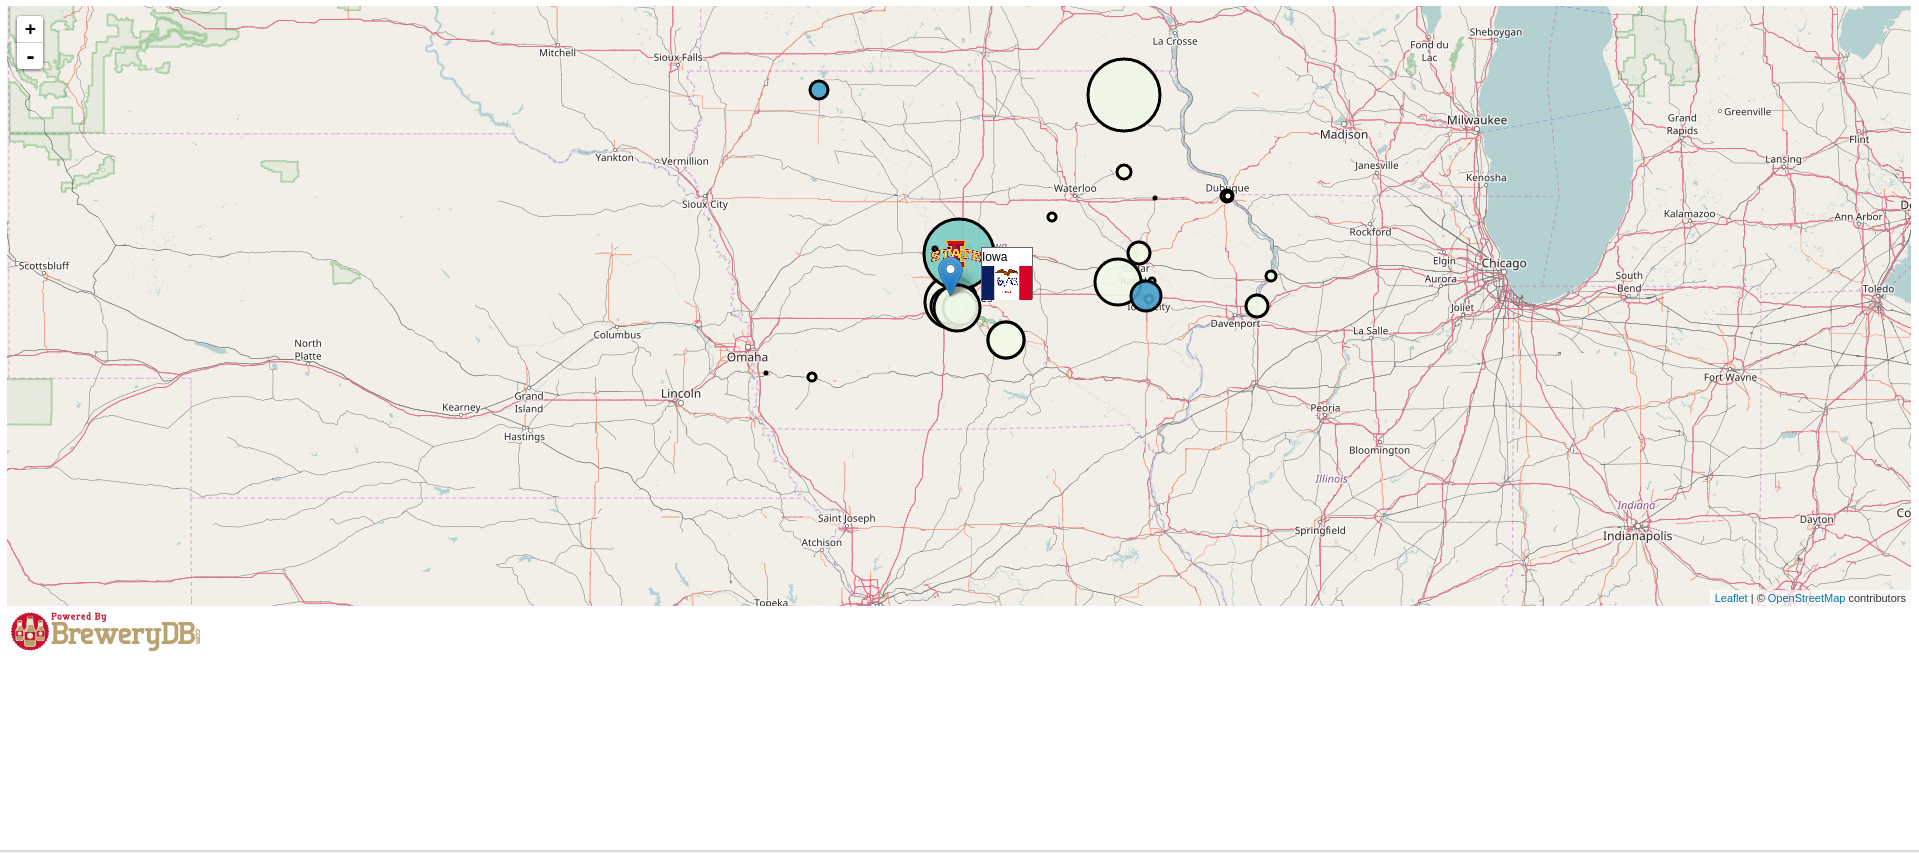 +
-
Mitchell
Sioux Falls
La Crosse
Fond du
Lac
Sheboygan
Greenville
Grand
Rapids
Flint
Milwaukee
Madison
Lansing
Janesville
Kenosha
Yankton
Vermillion
Waterloo
Dubuque
Sioux City
Kalamazoo
Ann Arbor
Rockford
STATE
Iowa
Scottsbluff
Elgin
Chicago
Aurora
South
Bend
Toledo
Joliet
Davenport
La Salle
Columbus
North
Platte
Omaha
Lincoln
Fort Wayne
Grand
Island
Kearney
Hastings
Peoria
Bloomington
Illinois
Indiana
Saint Joseph
Springfield
Dayton
Co
Indianapolis
Atchison
Topeka
Leaflet | © OpenStreetMap contributors
Powered By
BreweryDB